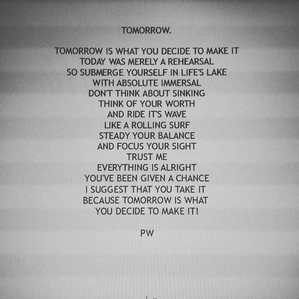 TOMORROW.
TOMORROW IS WHAT YOU DECIDE TO MAKE IT
TODAY WAS MERELY A REHEARSAL
SO SUBMERGE YOURSELF IN LIFE'S LAKE
WITH ABSOLUTE IMMERSAL
DON'T THINK ABOUT SINKING
THINK OF YOUR WORTH
AND RIDE IT'S WAVE
LIKE A ROLLING SURF
STEADY YOUR BALANCE
AND FOCUS YOUR SIGHT
TRUST ME
EVERYTHING IS ALRIGHT
YOU'VE BEEN GIVEN A CHANCE
I SUGGEST THAT YOU TAKE IT
BECAUSE TOMORROW IS WHAT
YOU DECIDE TO MAKE IT!
PW